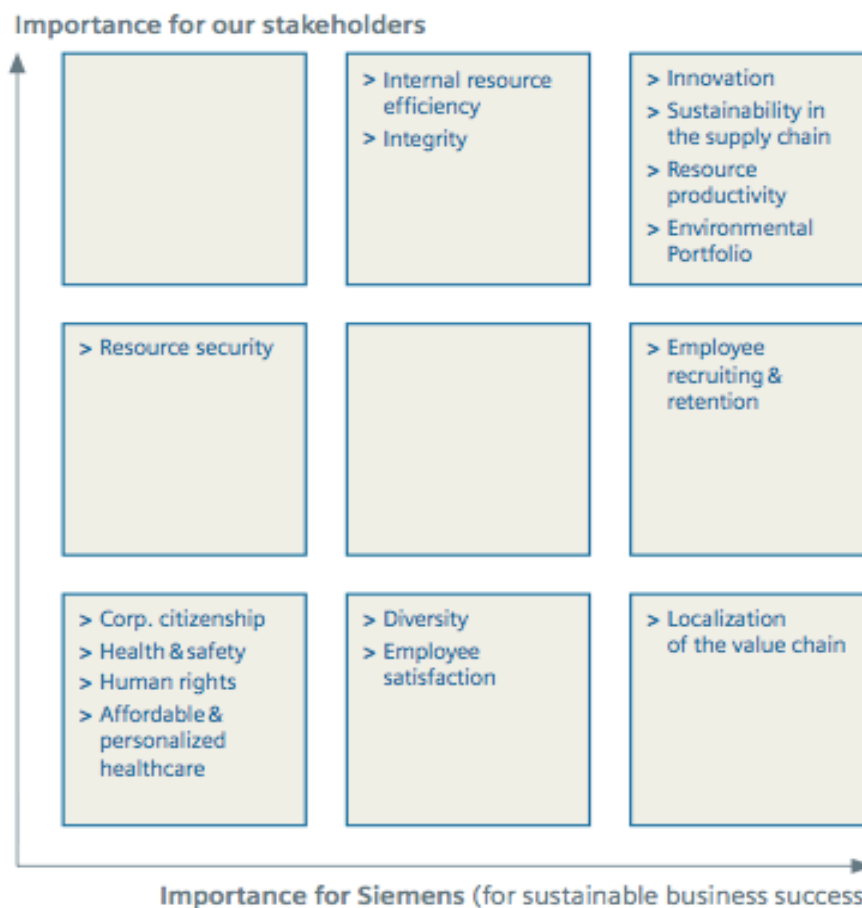 Importance for our stakeholders
> Internal resource
efficiency
> Integrity
> Innovation
> Sustainability in
the supply chain
> Resource
productivity
> Environmental
Portfolio
> Resource security
> Employee
recruiting &
retention
> Corp. citizenship
> Health & safety
> Human rights
> Affordable &
personalized
healthcare
> Diversity
> Employee
satisfaction
> Localization
of the value chain
Importance for Siemens (for sustainable business success